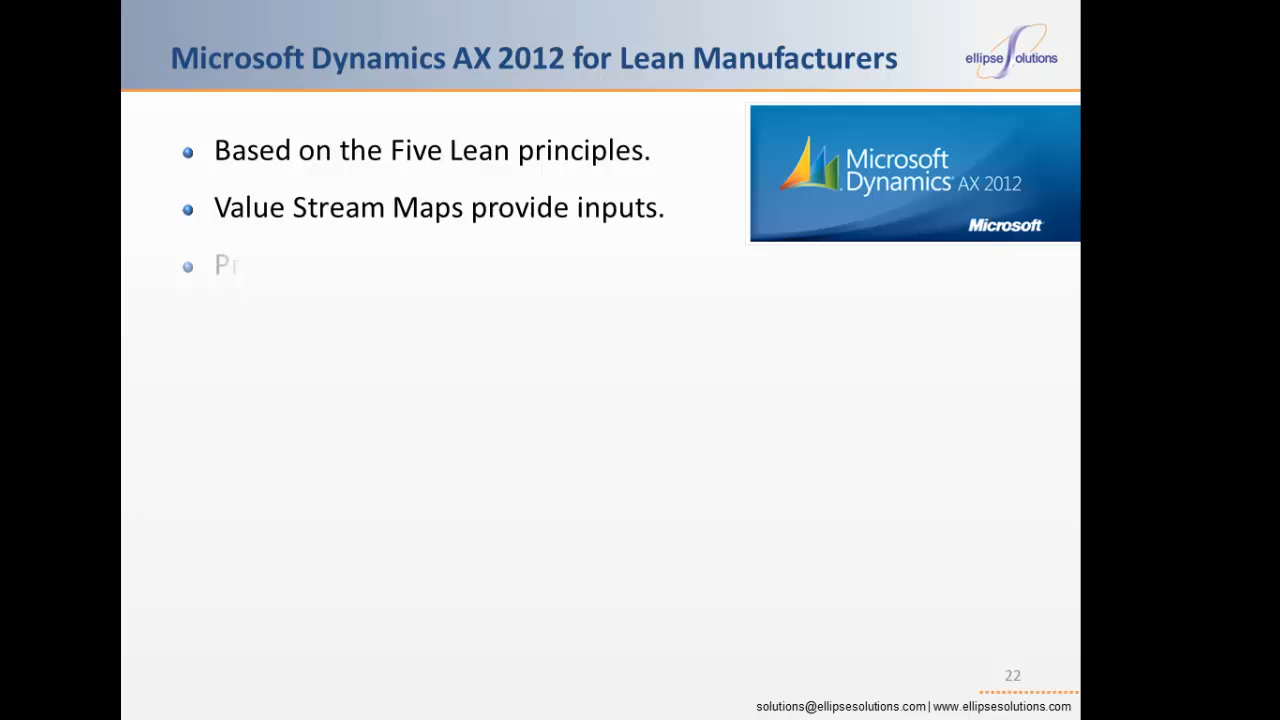 Microsoft Dynamics AX 2012 for Lean Manufacturers
ellipse Solutions
Based on the Five Lean principles.
Value Stream Maps provide inputs.
Pr
Microsoft
Dynamics AX 2012
Microsoft
22
solutions@ellipsesolutions.com | www.ellipsesolutions.com